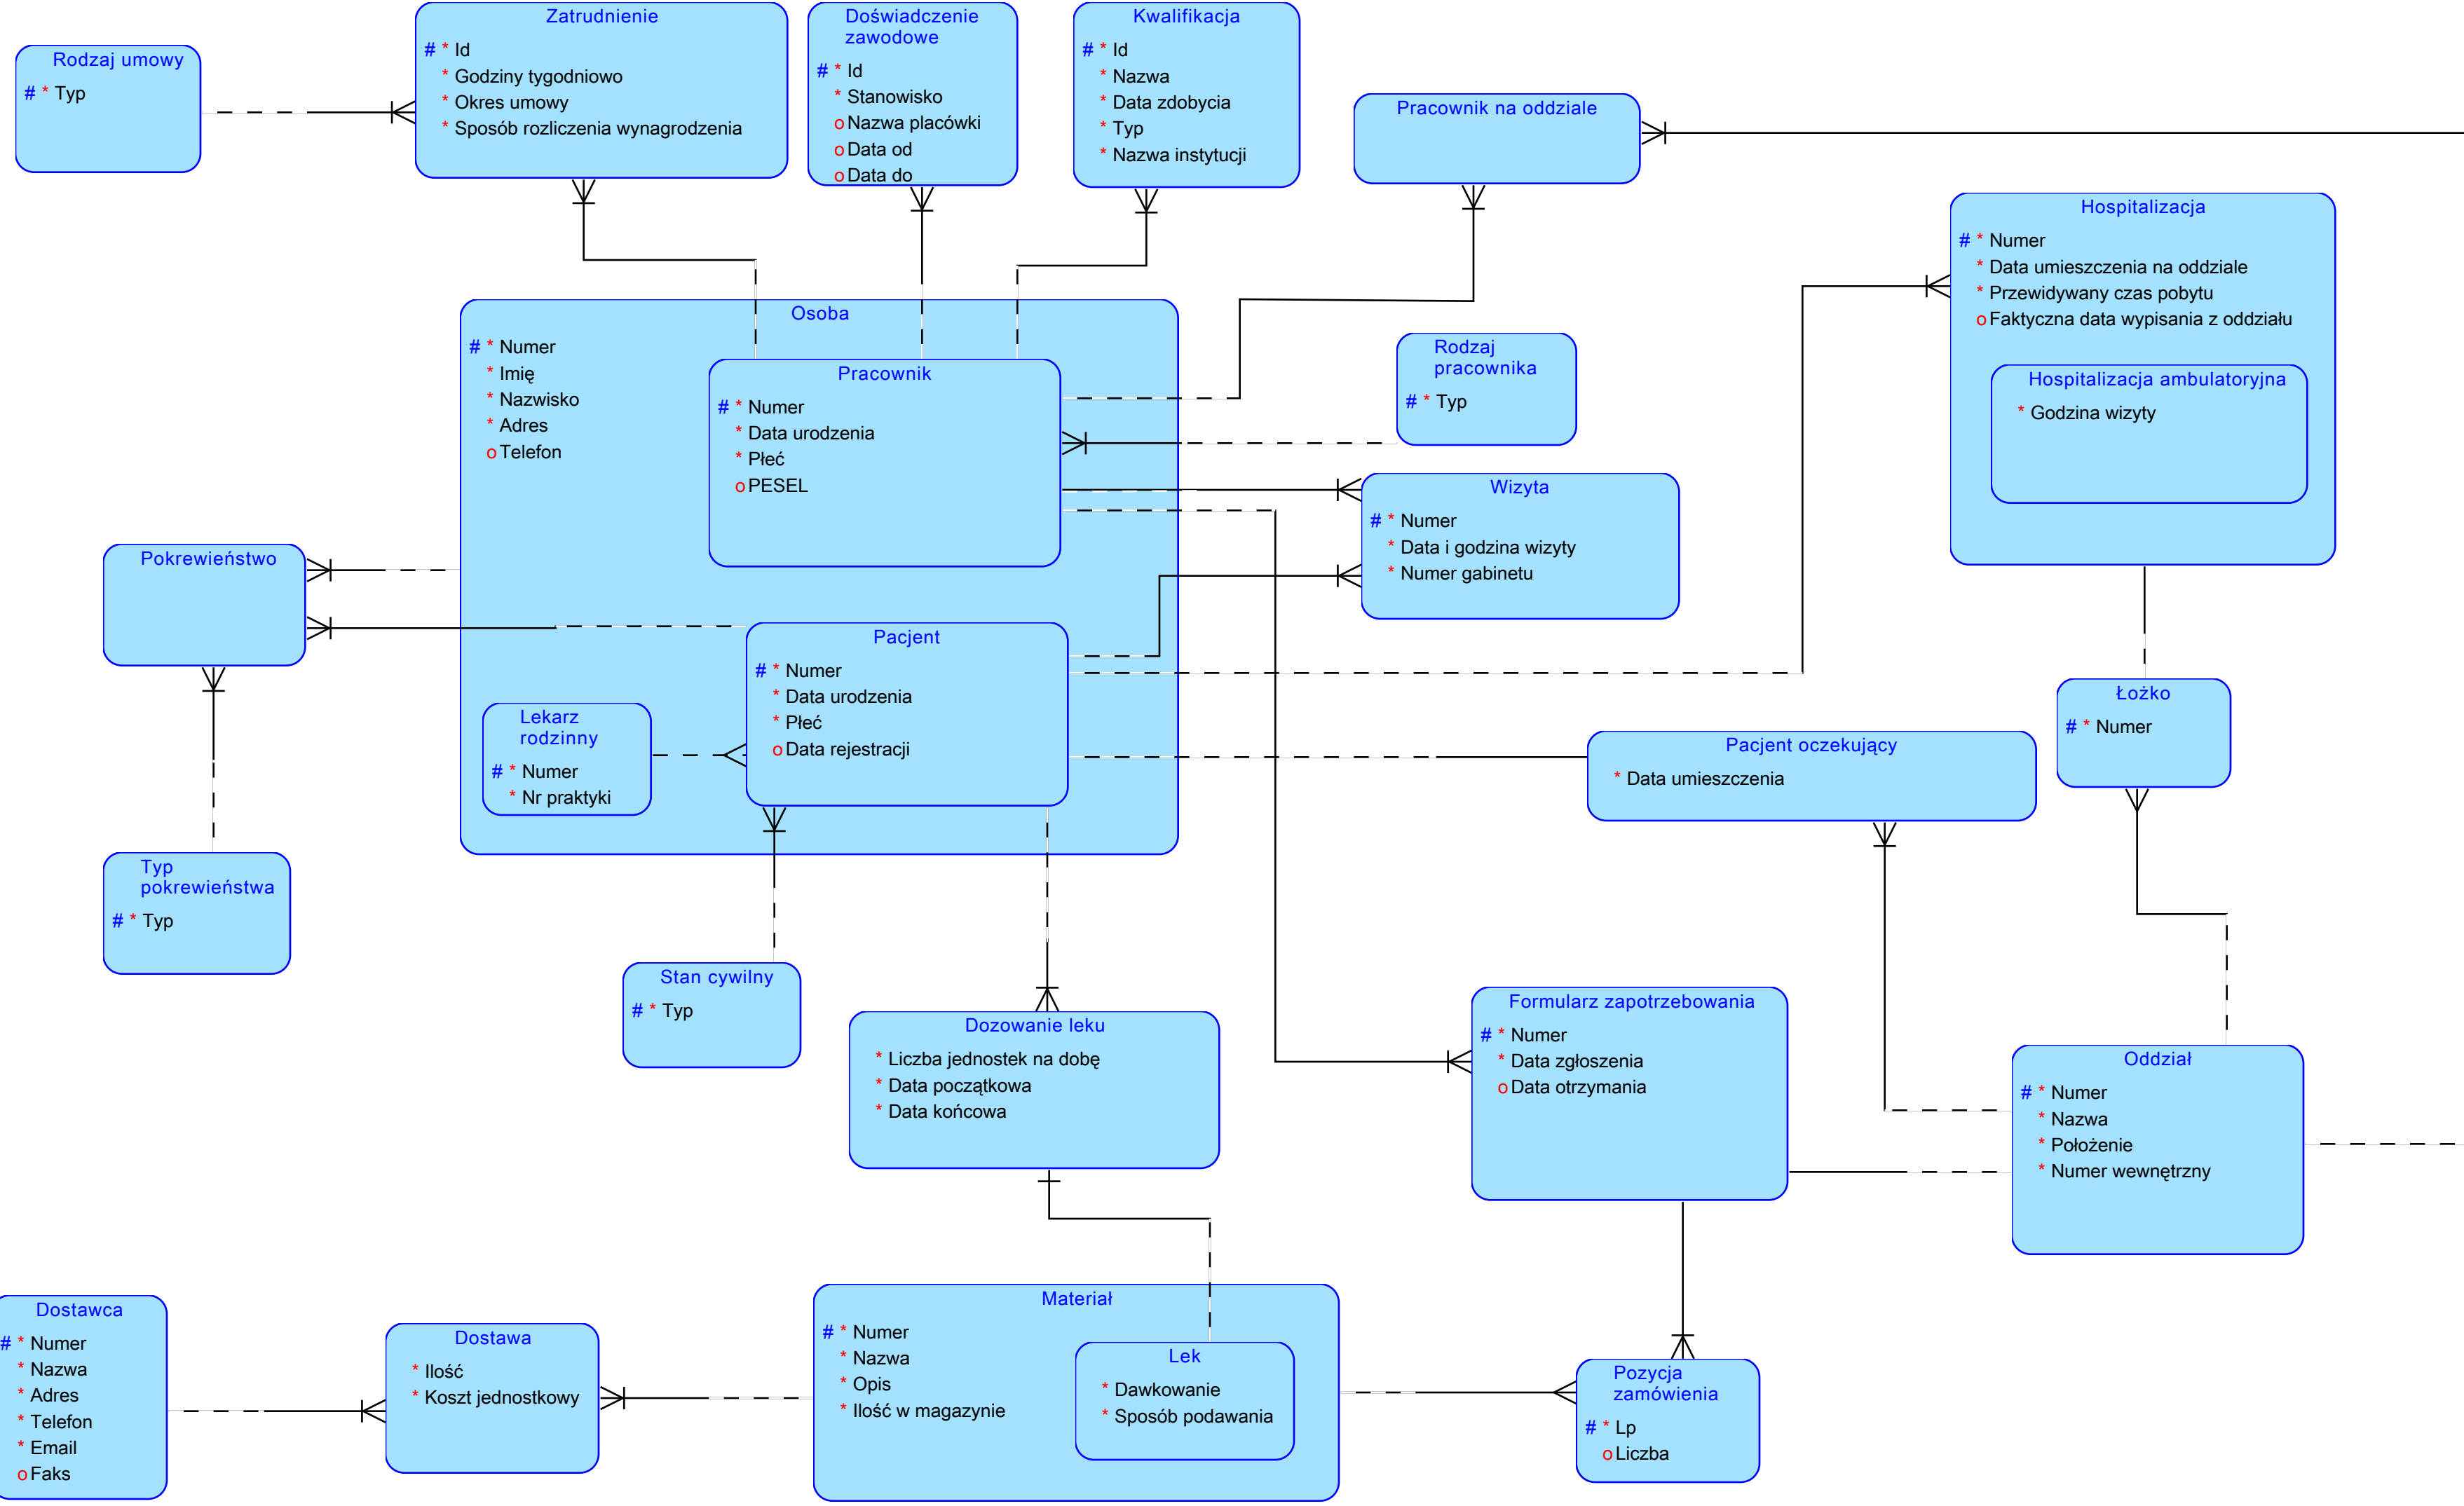 Rodzaj umowy
# * Typ
Zatrudnienie
# * Id
* Godziny tygodniowo
* Okres umowy
* Sposób rozliczenia wynagrodzenia
Doświadczenie
zawodowe
# * Id
* Stanowisko
o Nazwa placówki
o Data od
o Data do
Kwalifikacja
# * Id
* Nazwa
* Data zdobycia
* Typ
* Nazwa instytucji
Pracownik na oddziale
Hospitalizacja
# * Numer
* Data umieszczenia na oddziale
* Przewidywany czas pobytu
o Faktyczna data wypisania z oddziału
Hospitalizacja ambulatoryjna
* Godzina wizyty
Osoba
# * Numer
* Imię
* Nazwisko
* Adres
o Telefon
Pracownik
# * Numer
* Data urodzenia
* Płeć
o PESEL
Rodzaj
pracownika
# * Typ
Wizyta
# * Numer
* Data i godzina wizyty
* Numer gabinetu
Pokrewieństwo
Pacjent
# * Numer
* Data urodzenia
* Płeć
o Data rejestracji
Lekarz
rodzinny
# * Numer
* Nr praktyki
Łożko
# * Numer
Pacjent oczekujący
* Data umieszczenia
Typ
pokrewieństwa
# * Typ
Stan cywilny
# * Typ
Dozowanie leku
* Liczba jednostek na dobę
* Data początkowa
* Data końcowa
Formularz zapotrzebowania
# * Numer
* Data zgłoszenia
o Data otrzymania
Oddział
# * Numer
* Nazwa
* Położenie
* Numer wewnętrzny
Dostawca
# * Numer
* Nazwa
* Adres
* Telefon
* Email
o Faks
Dostawa
* Ilość
* Koszt jednostkowy
Materiał
# * Numer
* Nazwa
* Opis
* Ilość w magazynie
Lek
* Dawkowanie
* Sposób podawania
Pozycja
zamówienia
# * Lp
o Liczba